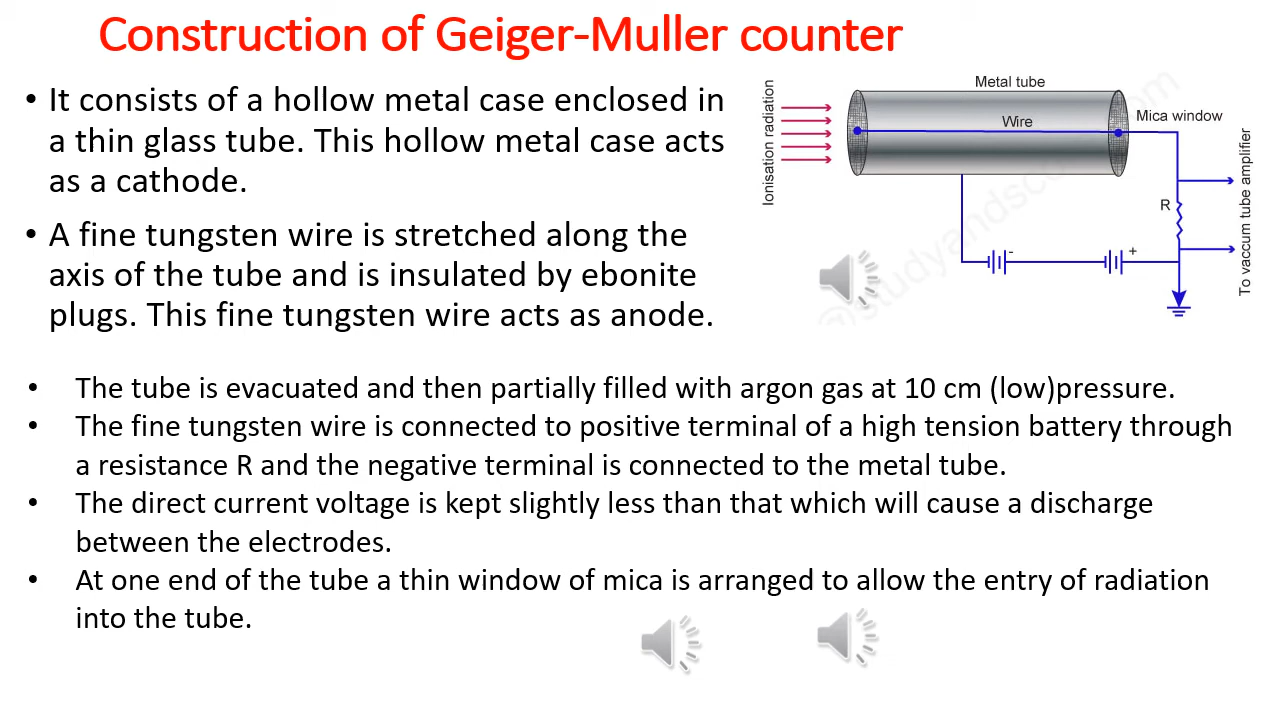 Construction of Geiger-Muller counter
• It consists of a hollow metal case enclosed in
a thin glass tube. This hollow metal case acts
as a cathode.
• A fine tungsten wire is stretched along the
axis of the tube and is insulated by ebonite
plugs. This fine tungsten wire acts as anode.
Metal tube
Ionisation radiation
Wire
Mica window
R
To vaccum tube amplifier
-
+
• The tube is evacuated and then partially filled with argon gas at 10 cm (low)pressure.
• The fine tungsten wire is connected to positive terminal of a high tension battery through
a resistance R and the negative terminal is connected to the metal tube.
• The direct current voltage is kept slightly less than that which will cause a discharge
between the electrodes.
• At one end of the tube a thin window of mica is arranged to allow the entry of radiation
into the tube.